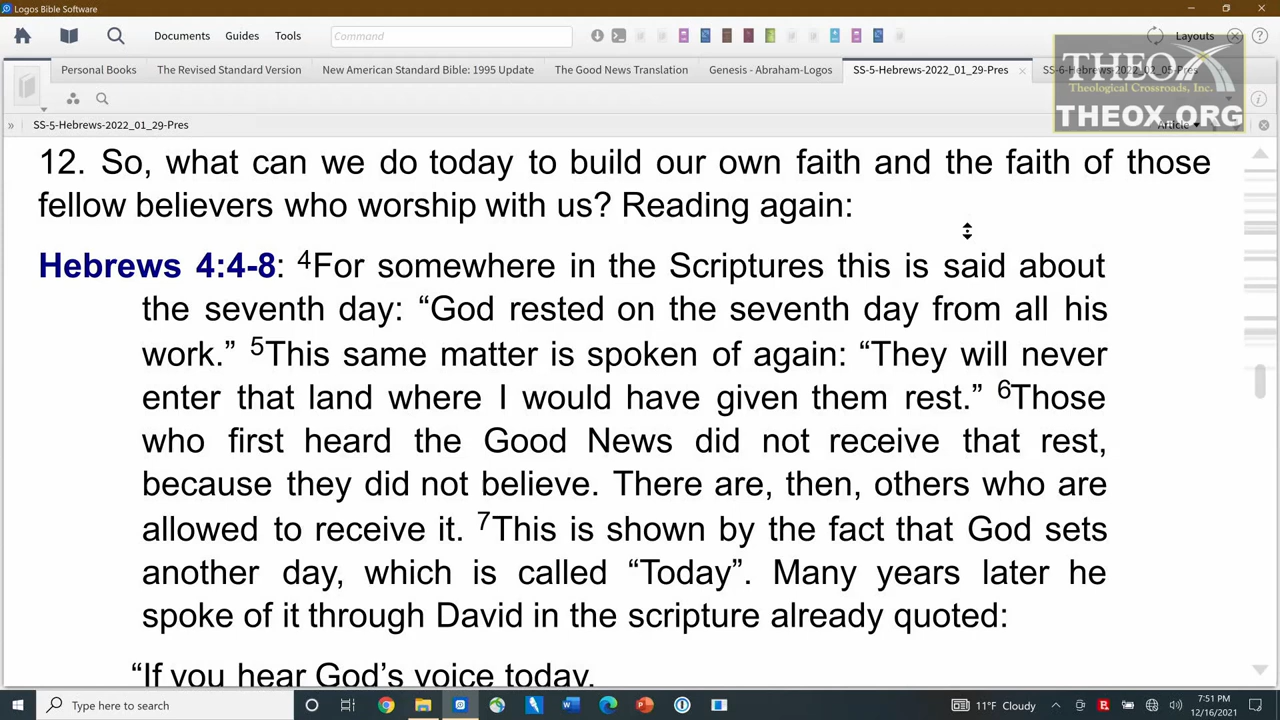 Logos Bible Software
Documents Guides Tools Command Layouts
Personal Books The Revised Standard Version New A Bible 1995 Update The Good News Translation Genesis - Abraham-Logos SS-5-Hebrews-2022_01_29-Pres SS-6-Hebrews-2022_02_05-Pres
THEOX
Theological Crossroads, Inc.
THEOX.ORG
SS-5-Hebrews-2022_01_29-Pres Article
12. So, what can we do today to build our own faith and the faith of those
fellow believers who worship with us? Reading again:
Hebrews 4:4-8: 4For somewhere in the Scriptures this is said about
the seventh day: “God rested on the seventh day from all his
work.” 5This same matter is spoken of again: “They will never
enter that land where I would have given them rest.” 6Those
who first heard the Good News did not receive that rest,
because they did not believe. There are, then, others who are
allowed to receive it. 7This is shown by the fact that God sets
another day, which is called “Today”. Many years later he
spoke of it through David in the scripture already quoted:
“If you hear God’s voice today,
Type here to search
11°F Cloudy
7:51 PM
12/16/2021